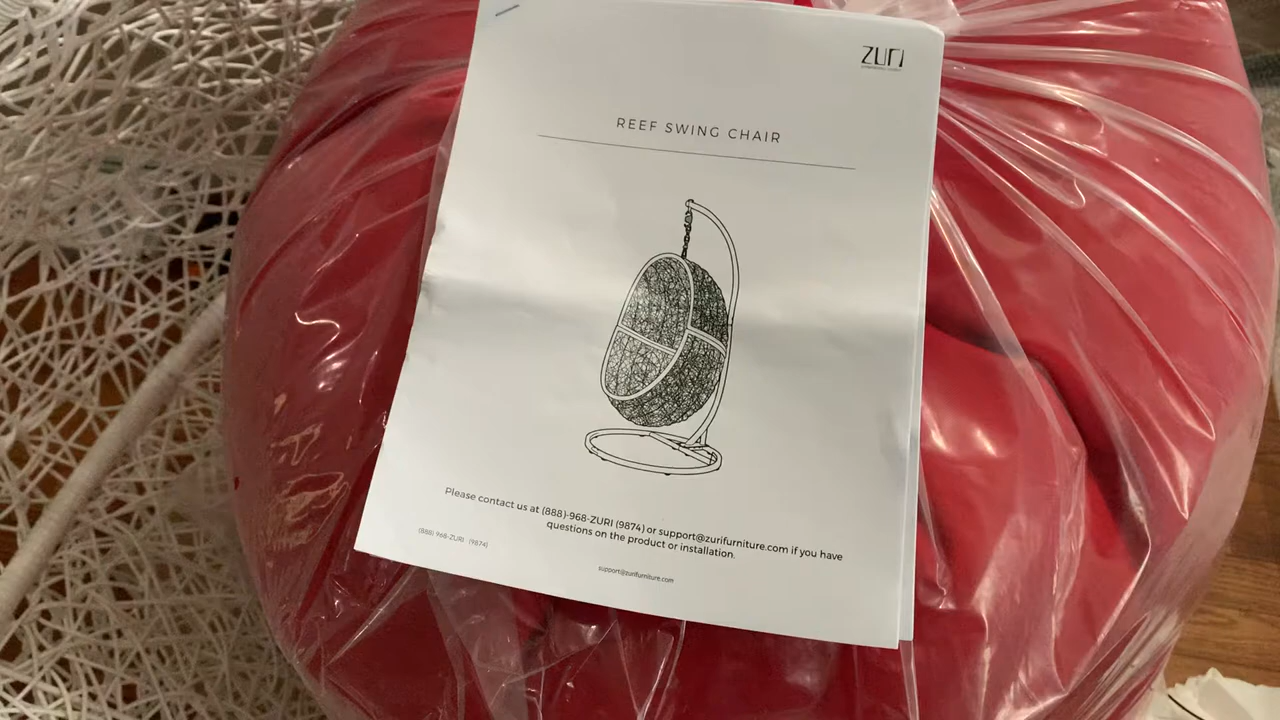 ZURI
REEF SWING CHAIR
Please contact us at (888)-968-ZURI (9874) or support@zurifurniture.com if you have
questions on the product or installation.
(888) 968-ZURI (9874)
support@zurifurniture.com